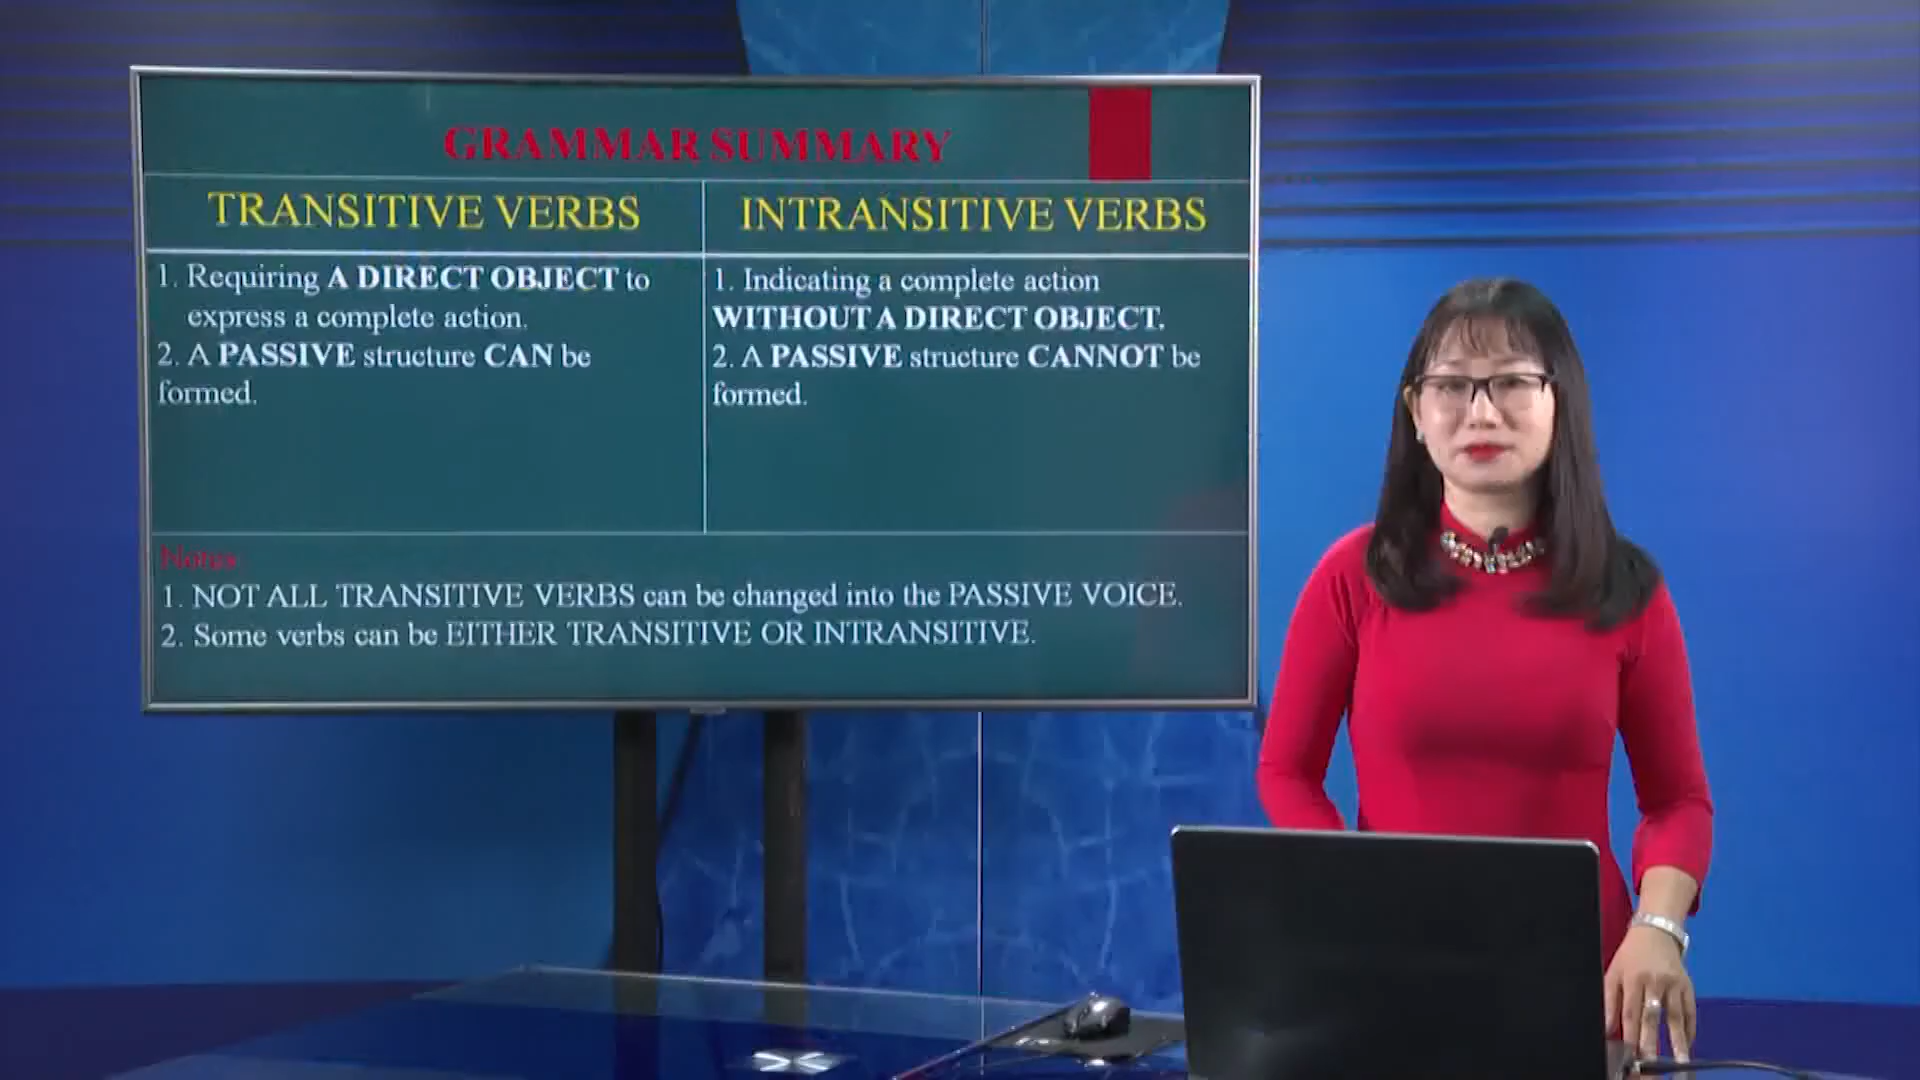 GRAMMAR SUMMARY
TRANSITIVE VERBS
1. Requiring A DIRECT OBJECT to
express a complete action.
2. A PASSIVE structure CAN be
formed.
INTRANSITIVE VERBS
1. Indicating a complete action
WITHOUT A DIRECT OBJECT.
2. A PASSIVE structure CANNOT be
formed.
Notes:
1. NOT ALL TRANSITIVE VERBS can be changed into the PASSIVE VOICE.
2. Some verbs can be EITHER TRANSITIVE OR INTRANSITIVE.